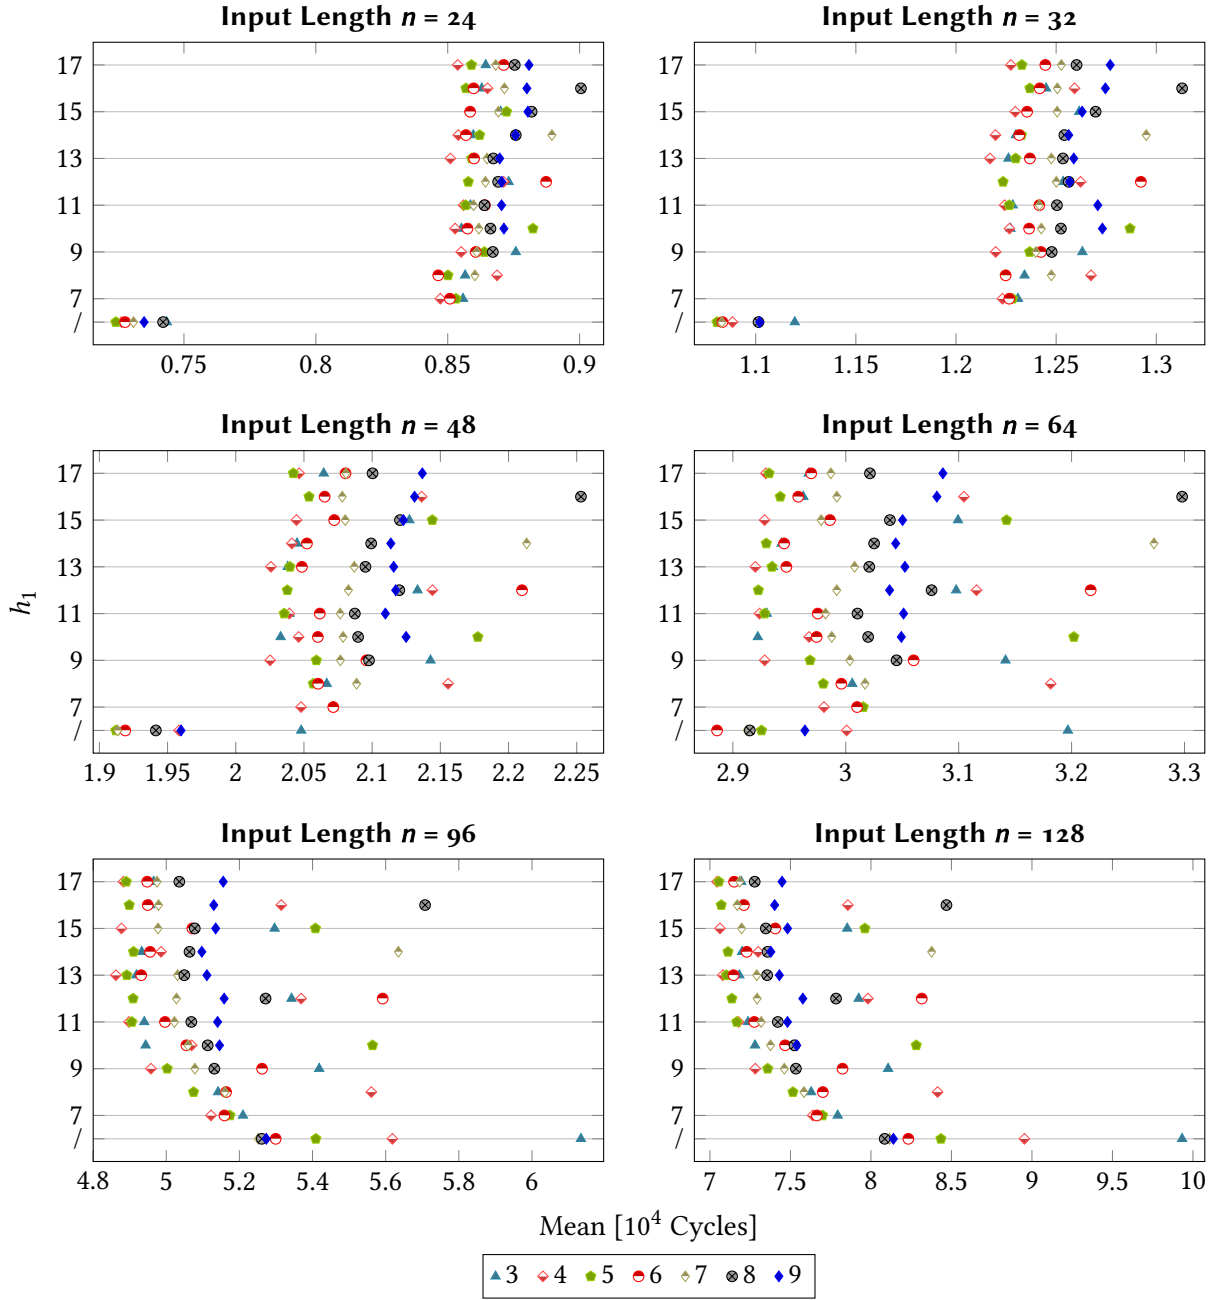 Input Length n = 24
Input Length n = 32
17
15
13
11
9
7
/
0.75 0.8 0.85 0.9
17
15
13
11
9
7
/
1.1 1.15 1.2 1.25 1.3
Input Length n = 48
Input Length n = 64
h1
17
15
13
11
9
7
/
1.9 1.95 2 2.05 2.1 2.15 2.2 2.25
17
15
13
11
9
7
/
2.9 3 3.1 3.2 3.3
Input Length n = 96
Input Length n = 128
17
15
13
11
9
7
/
4.8 5 5.2 5.4 5.6 5.8 6
17
15
13
11
9
7
/
7 7.5 8 8.5 9 9.5 10
Mean [10⁴ Cycles]
3 4 5 6 7 8 9